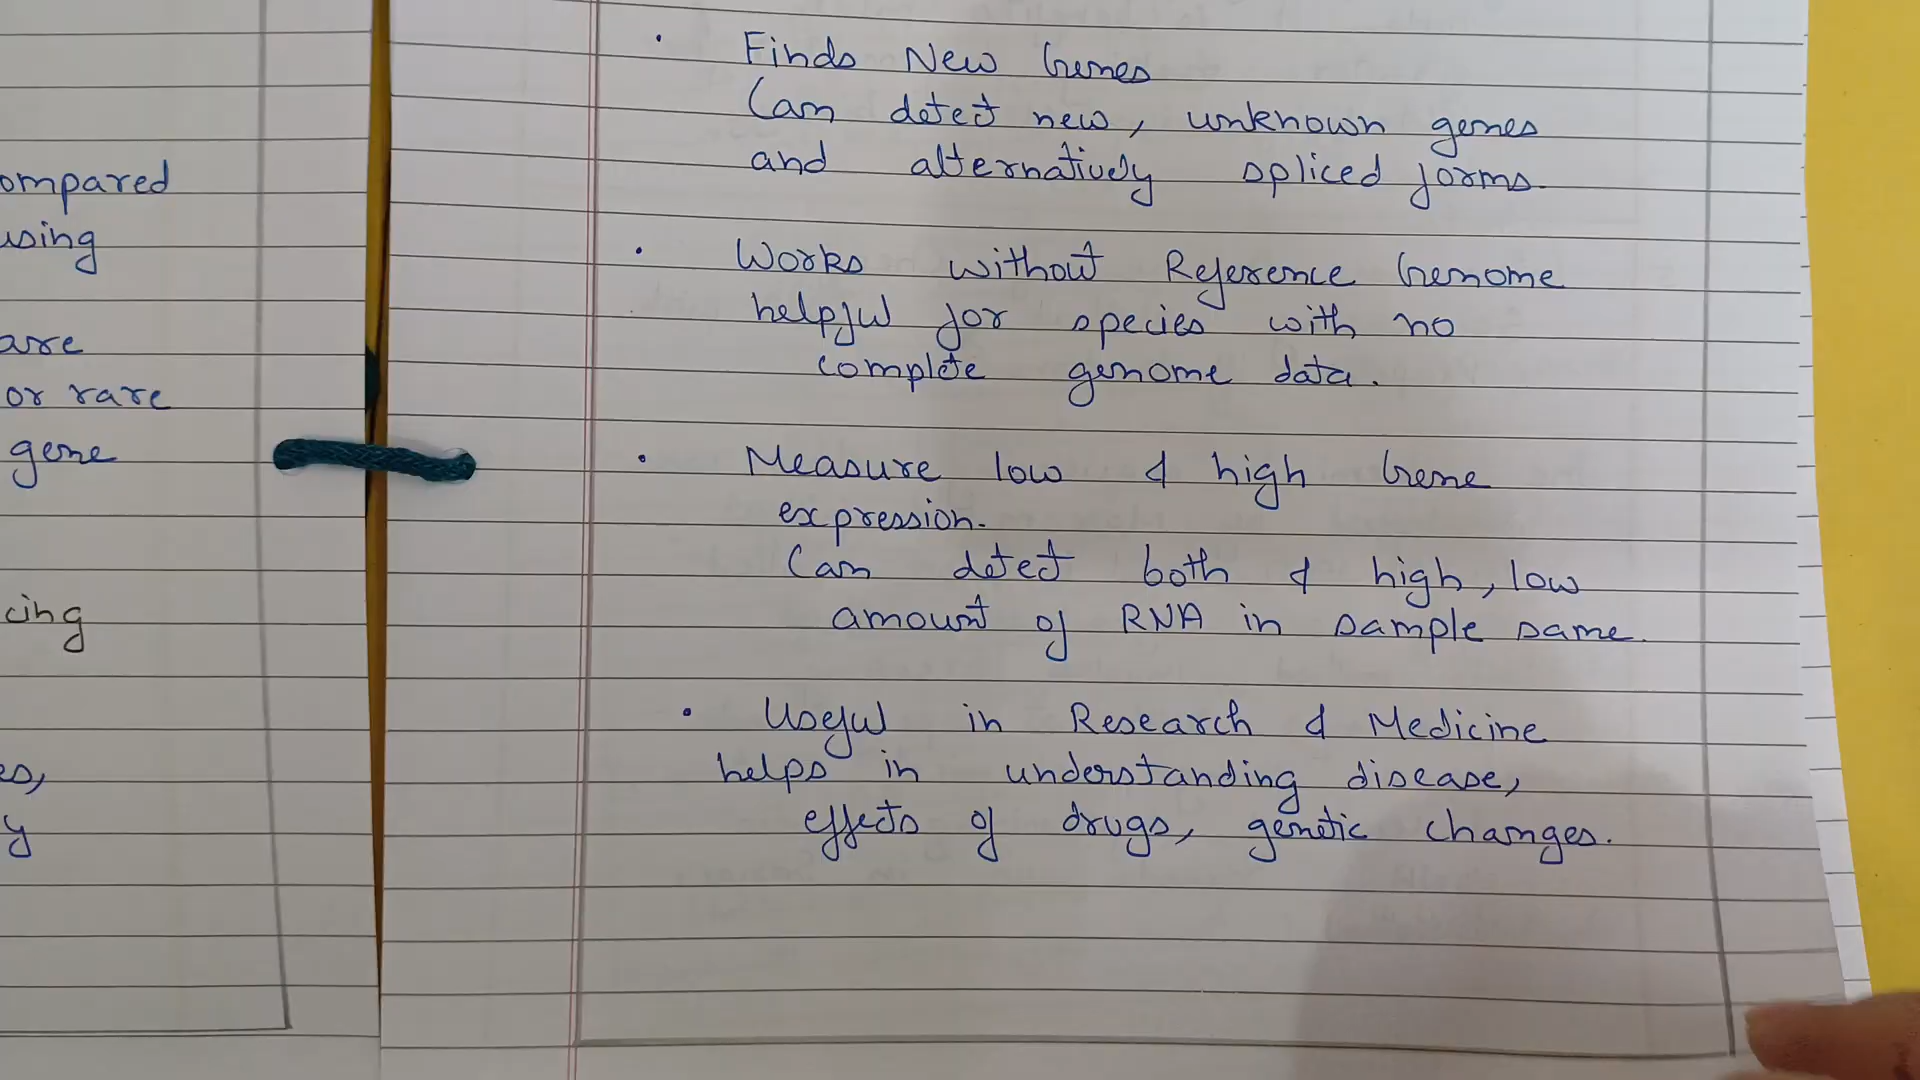 ompared
using
are
or rare
gene
cing
es,
y
• Finds New Genes
Can detect new, unknown genes
and alternatively spliced forms.
• Works without Reference Genome
helpful for species with no
complete genome data.
• Measure low & high Gene
expression.
Can detect both & high, low
amount of RNA in sample same.
• Useful in Research & Medicine
helps in understanding disease,
effects of drugs, genetic changes.